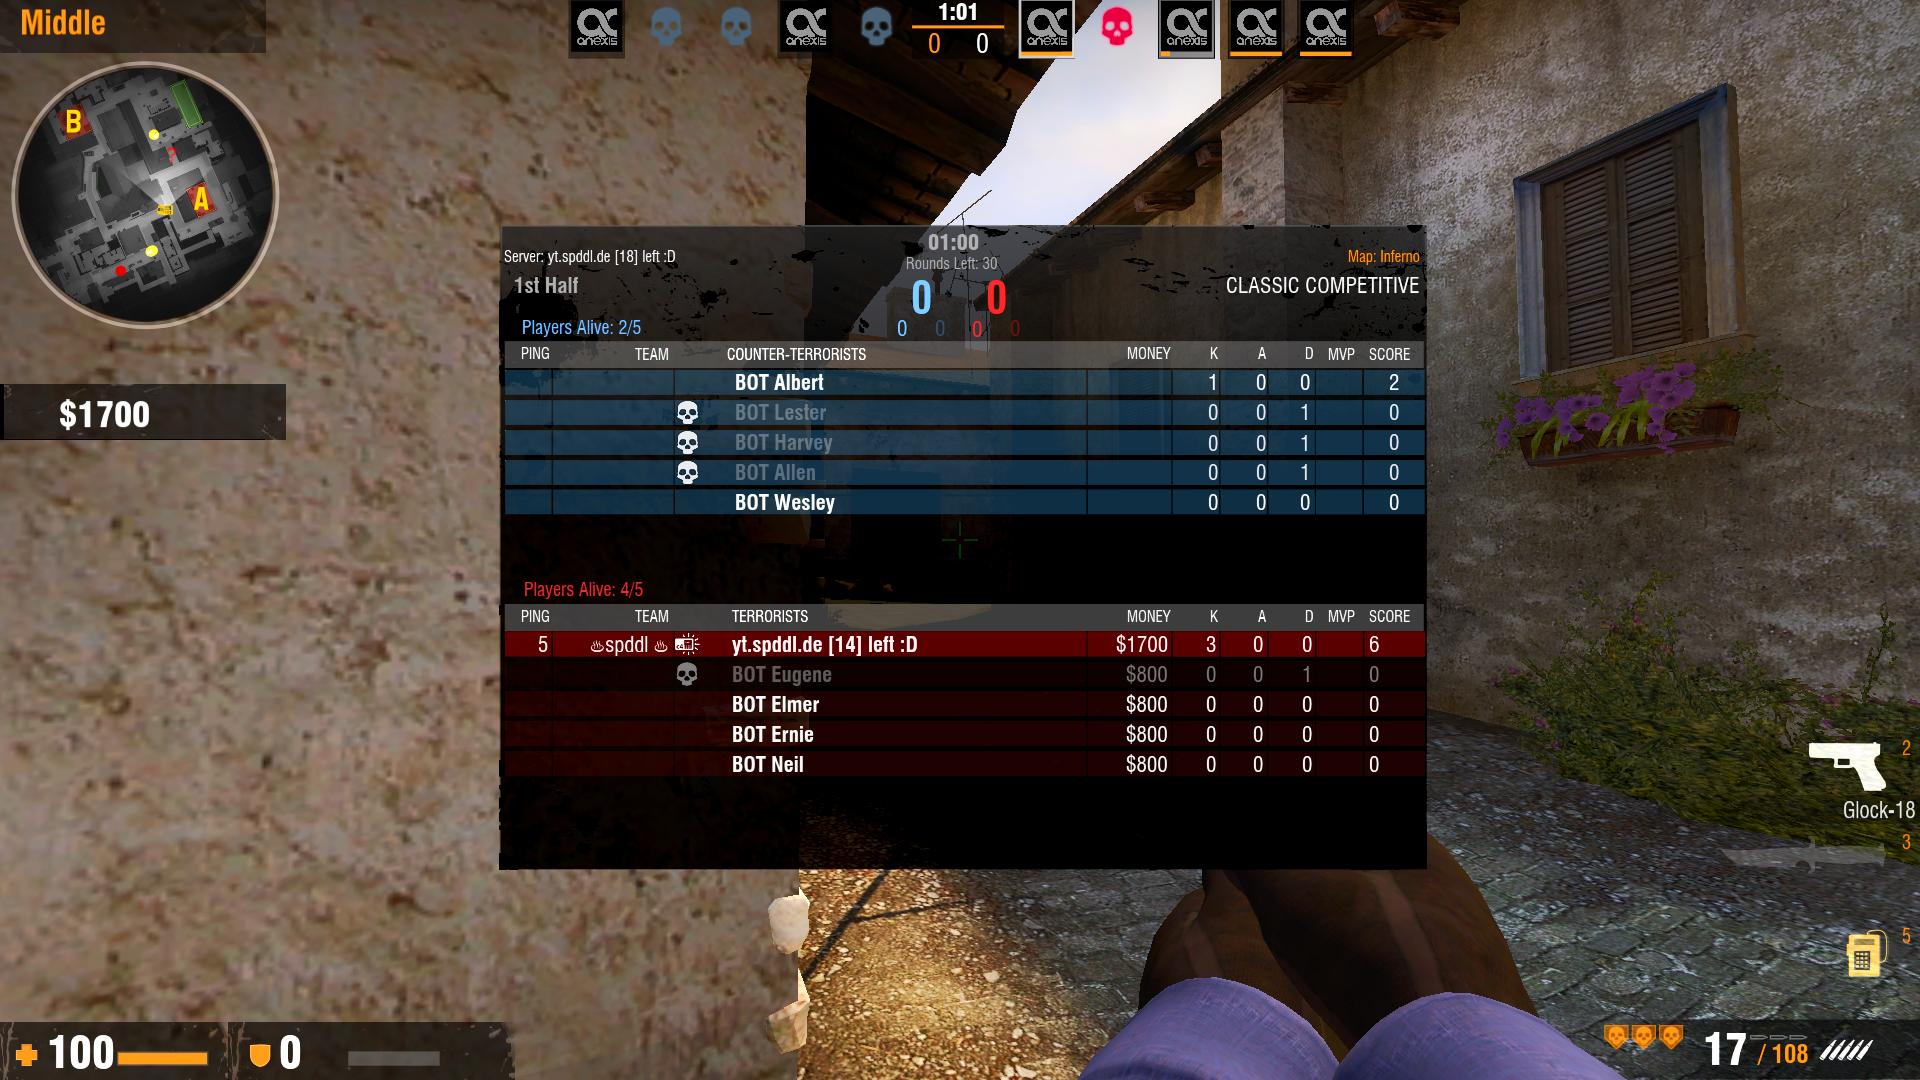 Middle
anexis
anexis
1:01
0 0
anexis
anexis
anexis
anexis
B
A
$1700
01:00
Server: yt.spddl.de [18] left :D
Rounds Left: 30
Map: Inferno
1st Half
0 0
CLASSIC COMPETITIVE
Players Alive: 2/5
0 0 0 0
PING TEAM COUNTER-TERRORISTS MONEY K A D MVP SCORE
BOT Albert 1 0 0 2
BOT Lester 0 0 1 0
BOT Harvey 0 0 1 0
BOT Allen 0 0 1 0
BOT Wesley 0 0 0 0
Players Alive: 4/5
PING TEAM TERRORISTS MONEY K A D MVP SCORE
5 ♨spddl ♨ yt.spddl.de [14] left :D $1700 3 0 0 6
BOT Eugene $800 0 0 1 0
BOT Elmer $800 0 0 0 0
BOT Ernie $800 0 0 0 0
BOT Neil $800 0 0 0 0
2
Glock-18
3
5
100 0
17 / 108